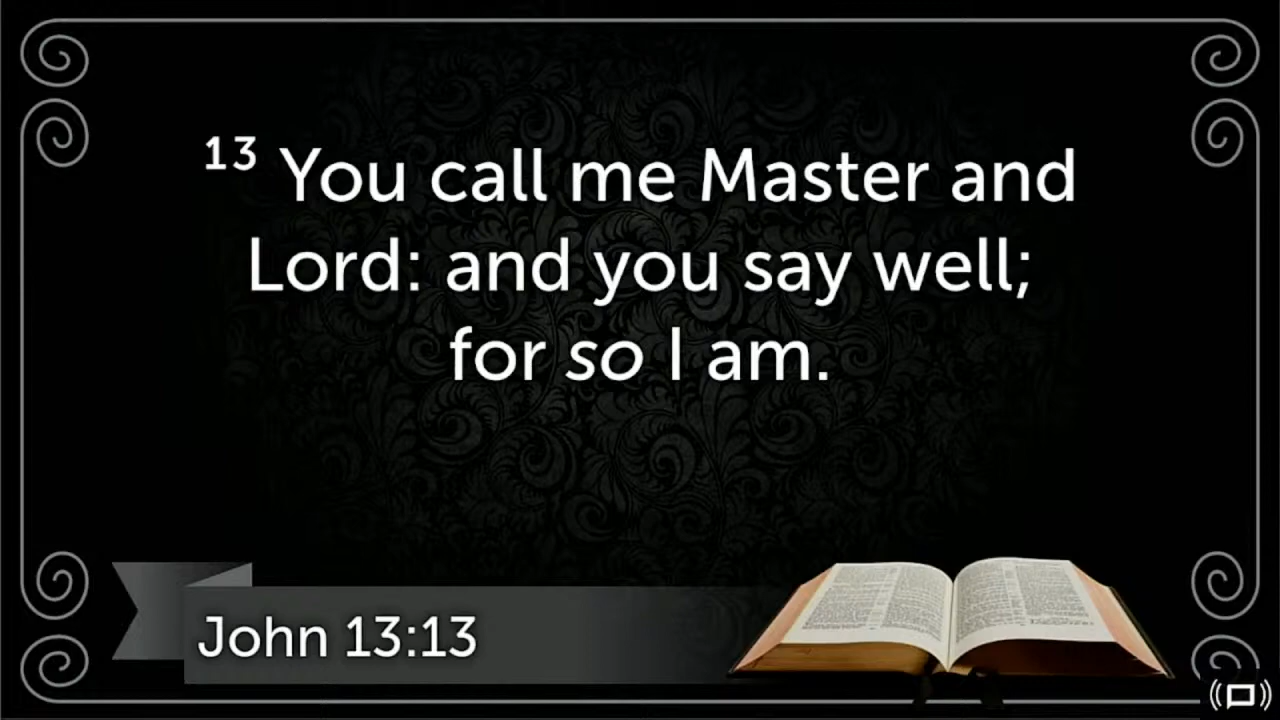 13 You call me Master and
Lord: and you say well;
for so I am.
John 13:13